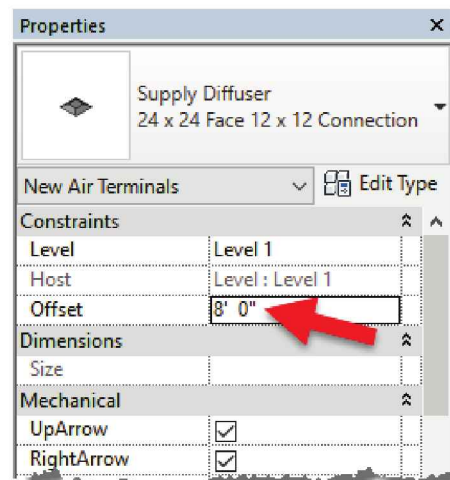 Properties
Supply Diffuser
24 x 24 Face 12 x 12 Connection
New Air Terminals Edit Type
Constraints
Level Level 1
Host Level : Level 1
Offset 8'  0"
Dimensions
Size
Mechanical
UpArrow
RightArrow